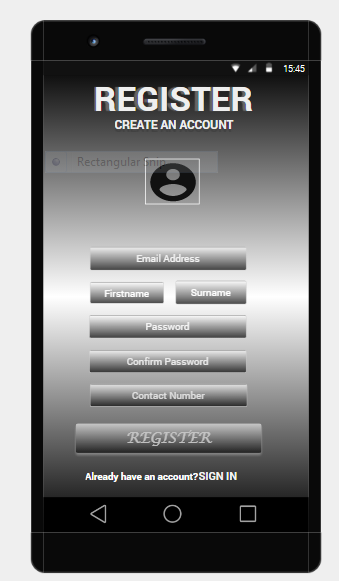 15:45
REGISTER
CREATE AN ACCOUNT
Rectangular Snip
Email Address
Firstname Surname
Password
Confirm Password
Contact Number
REGISTER
Already have an account?SIGN IN